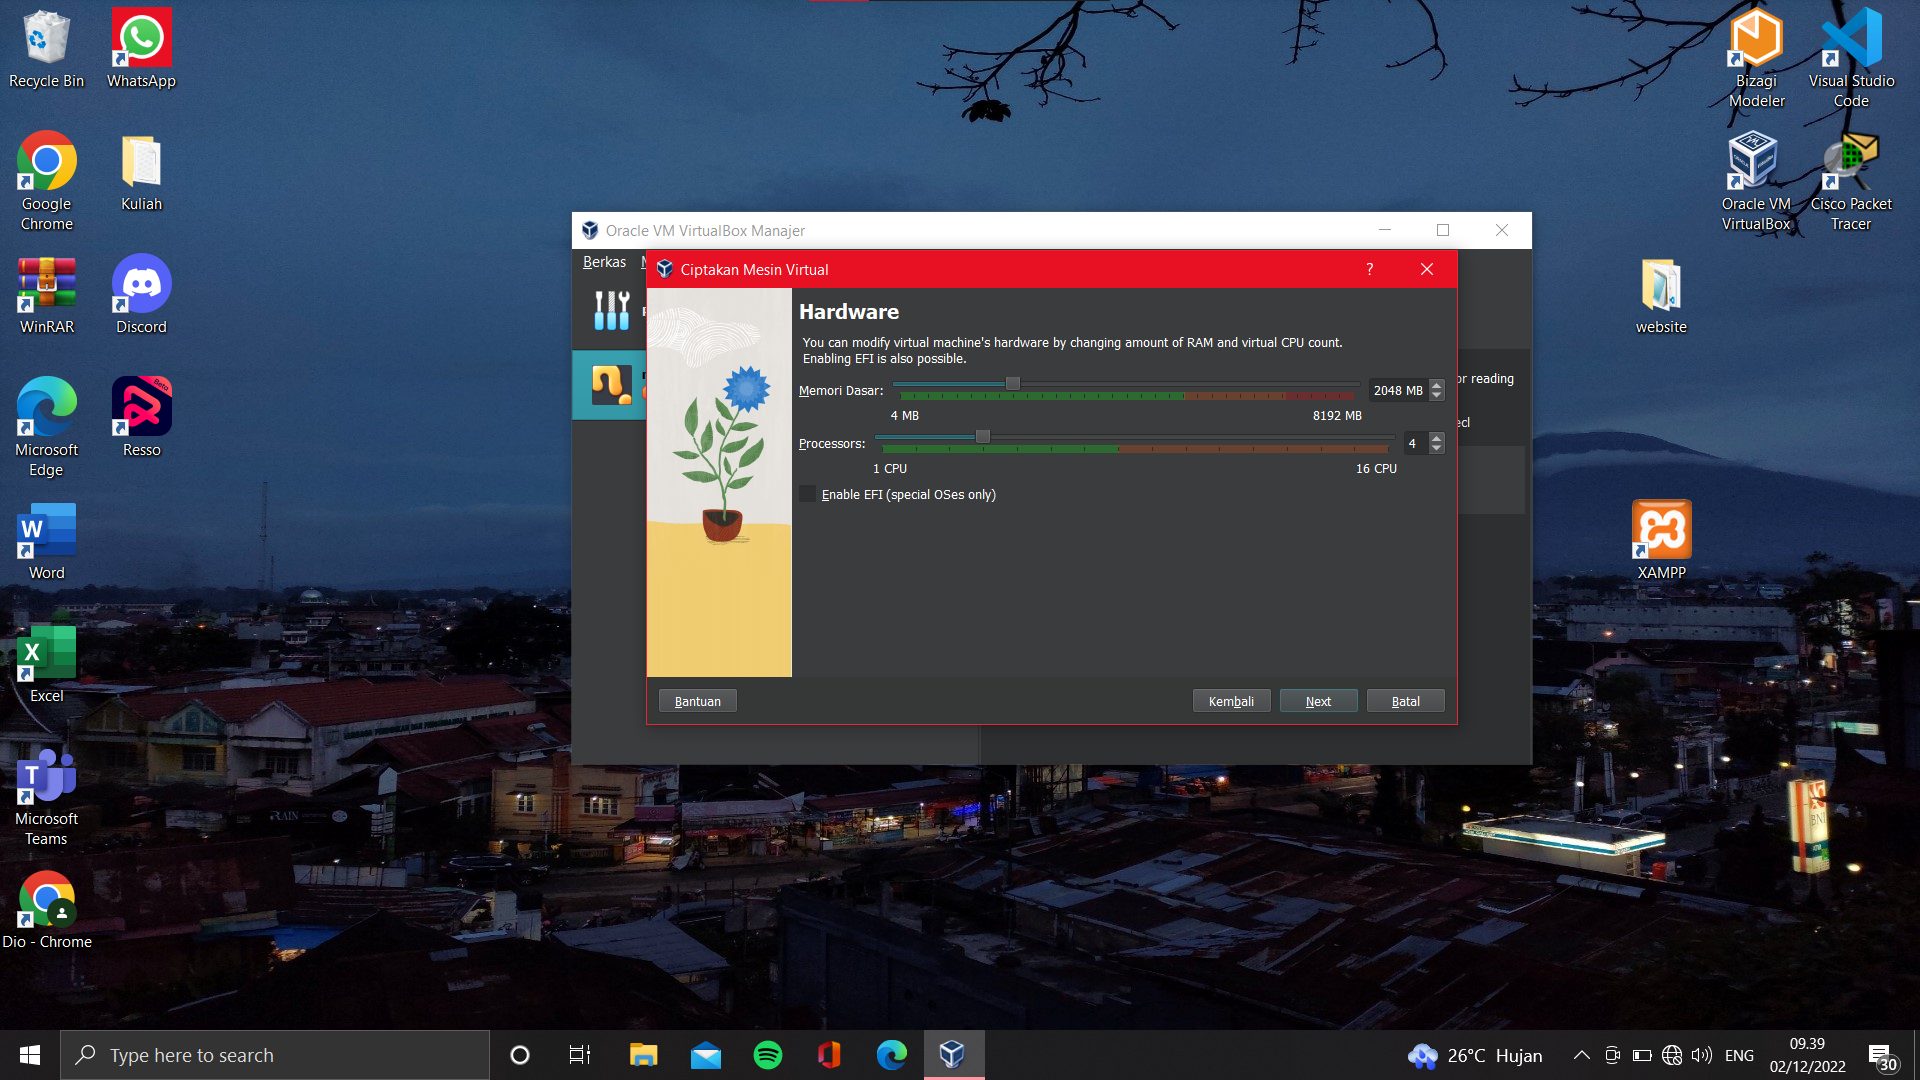 Recycle Bin
WhatsApp
Google
Chrome
Kuliah
WinRAR
Discord
Microsoft
Edge
Resso
Beta
Word
Excel
Microsoft
Teams
Dio - Chrome
Oracle VM VirtualBox Manajer
Berkas
Ciptakan Mesin Virtual
?
Hardware
You can modify virtual machine's hardware by changing amount of RAM and virtual CPU count.
Enabling EFI is also possible.
Memori Dasar:
2048 MB
4 MB
8192 MB
Processors:
4
1 CPU
16 CPU
Enable EFI (special OSes only)
Bantuan
Kembali
Next
Batal
or reading
Bizagi
Modeler
Visual Studio
Code
Oracle VM
VirtualBox
Cisco Packet
Tracer
website
XAMPP
BNI
Type here to search
26°C Hujan
ENG
09.39
02/12/2022
30